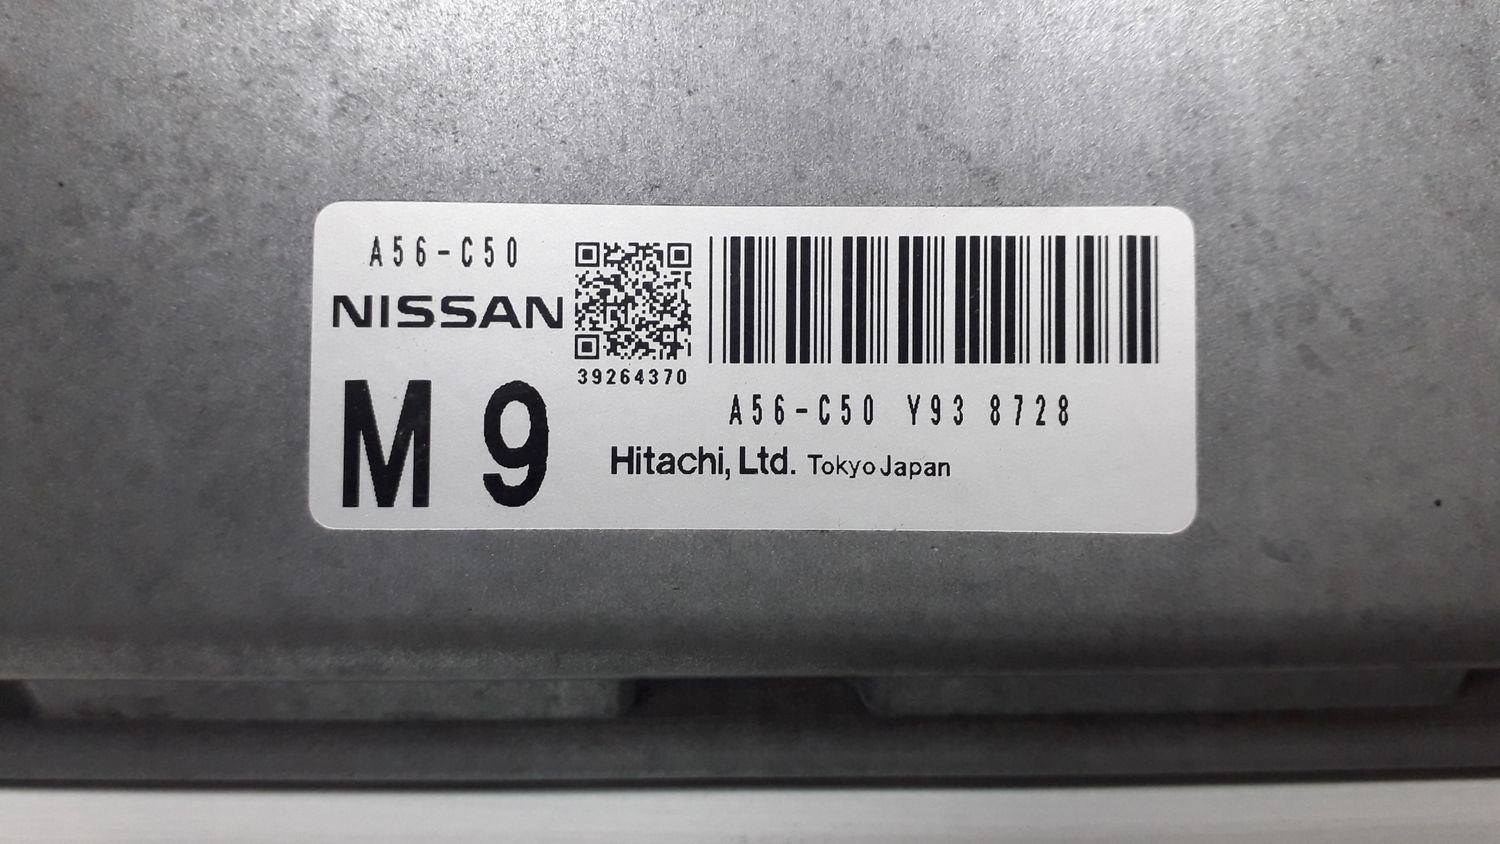 A56-C50
NISSAN
39264370
M 9
A56-C50 Y93 8728
Hitachi, Ltd. Tokyo Japan